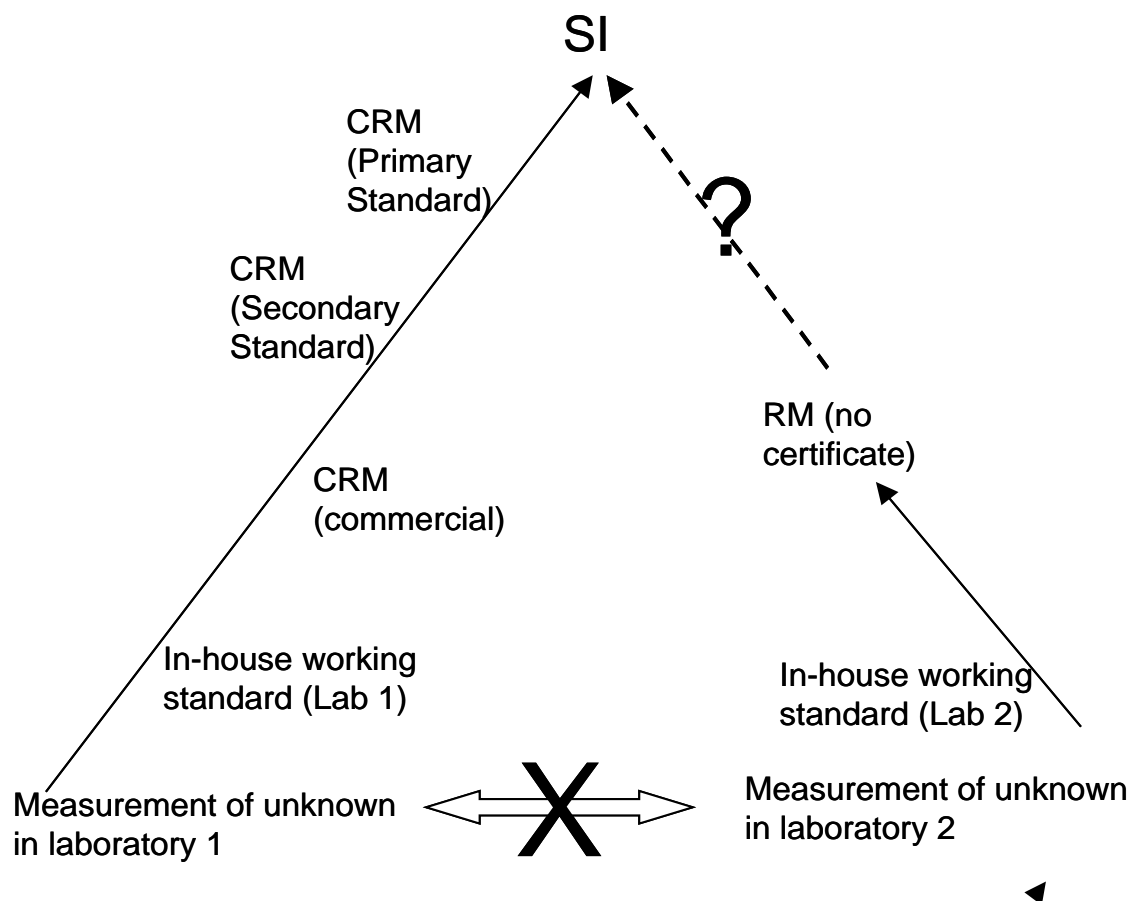 SI
CRM
(Primary
Standard)
?
CRM
(Secondary
Standard)
RM (no
certificate)
CRM
(commercial)
In-house working
standard (Lab 1)
In-house working
standard (Lab 2)
Measurement of unknown
in laboratory 1
X
Measurement of unknown
in laboratory 2